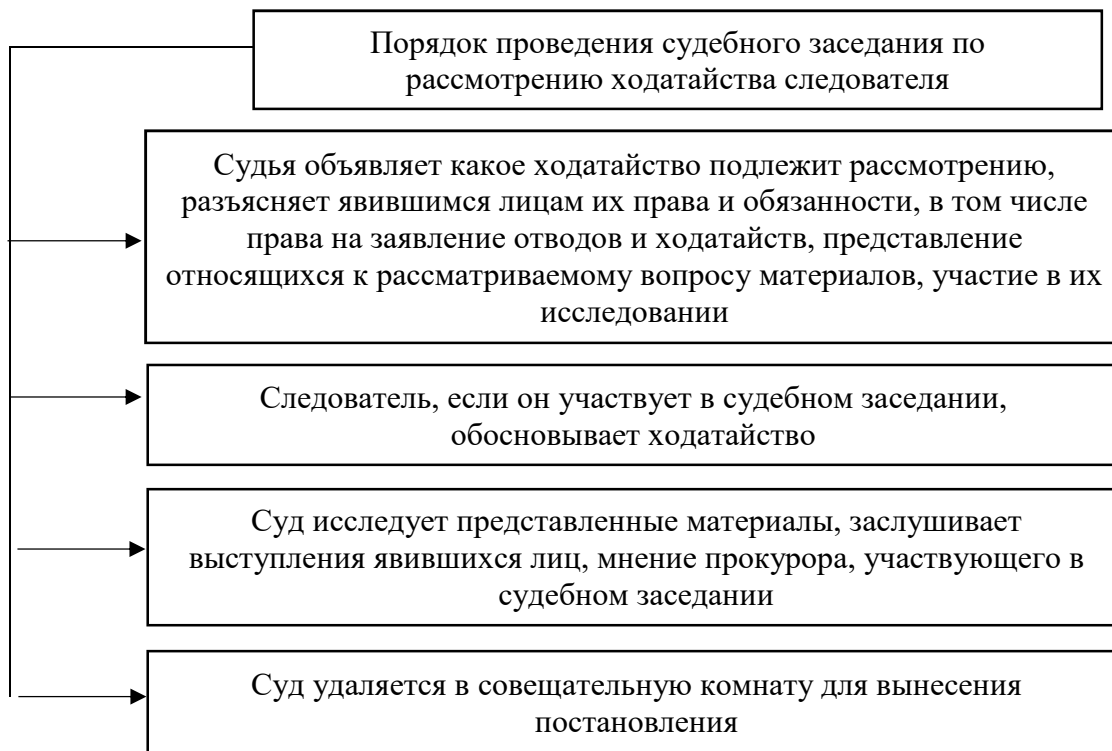 Порядок проведения судебного заседания по
рассмотрению ходатайства следователя
Судья объявляет какое ходатайство подлежит рассмотрению,
разъясняет явившимся лицам их права и обязанности, в том числе
права на заявление отводов и ходатайств, представление
относящихся к рассматриваемому вопросу материалов, участие в их
исследовании
Следователь, если он участвует в судебном заседании,
обосновывает ходатайство
Суд исследует представленные материалы, заслушивает
выступления явившихся лиц, мнение прокурора, участвующего в
судебном заседании
Суд удаляется в совещательную комнату для вынесения
постановления